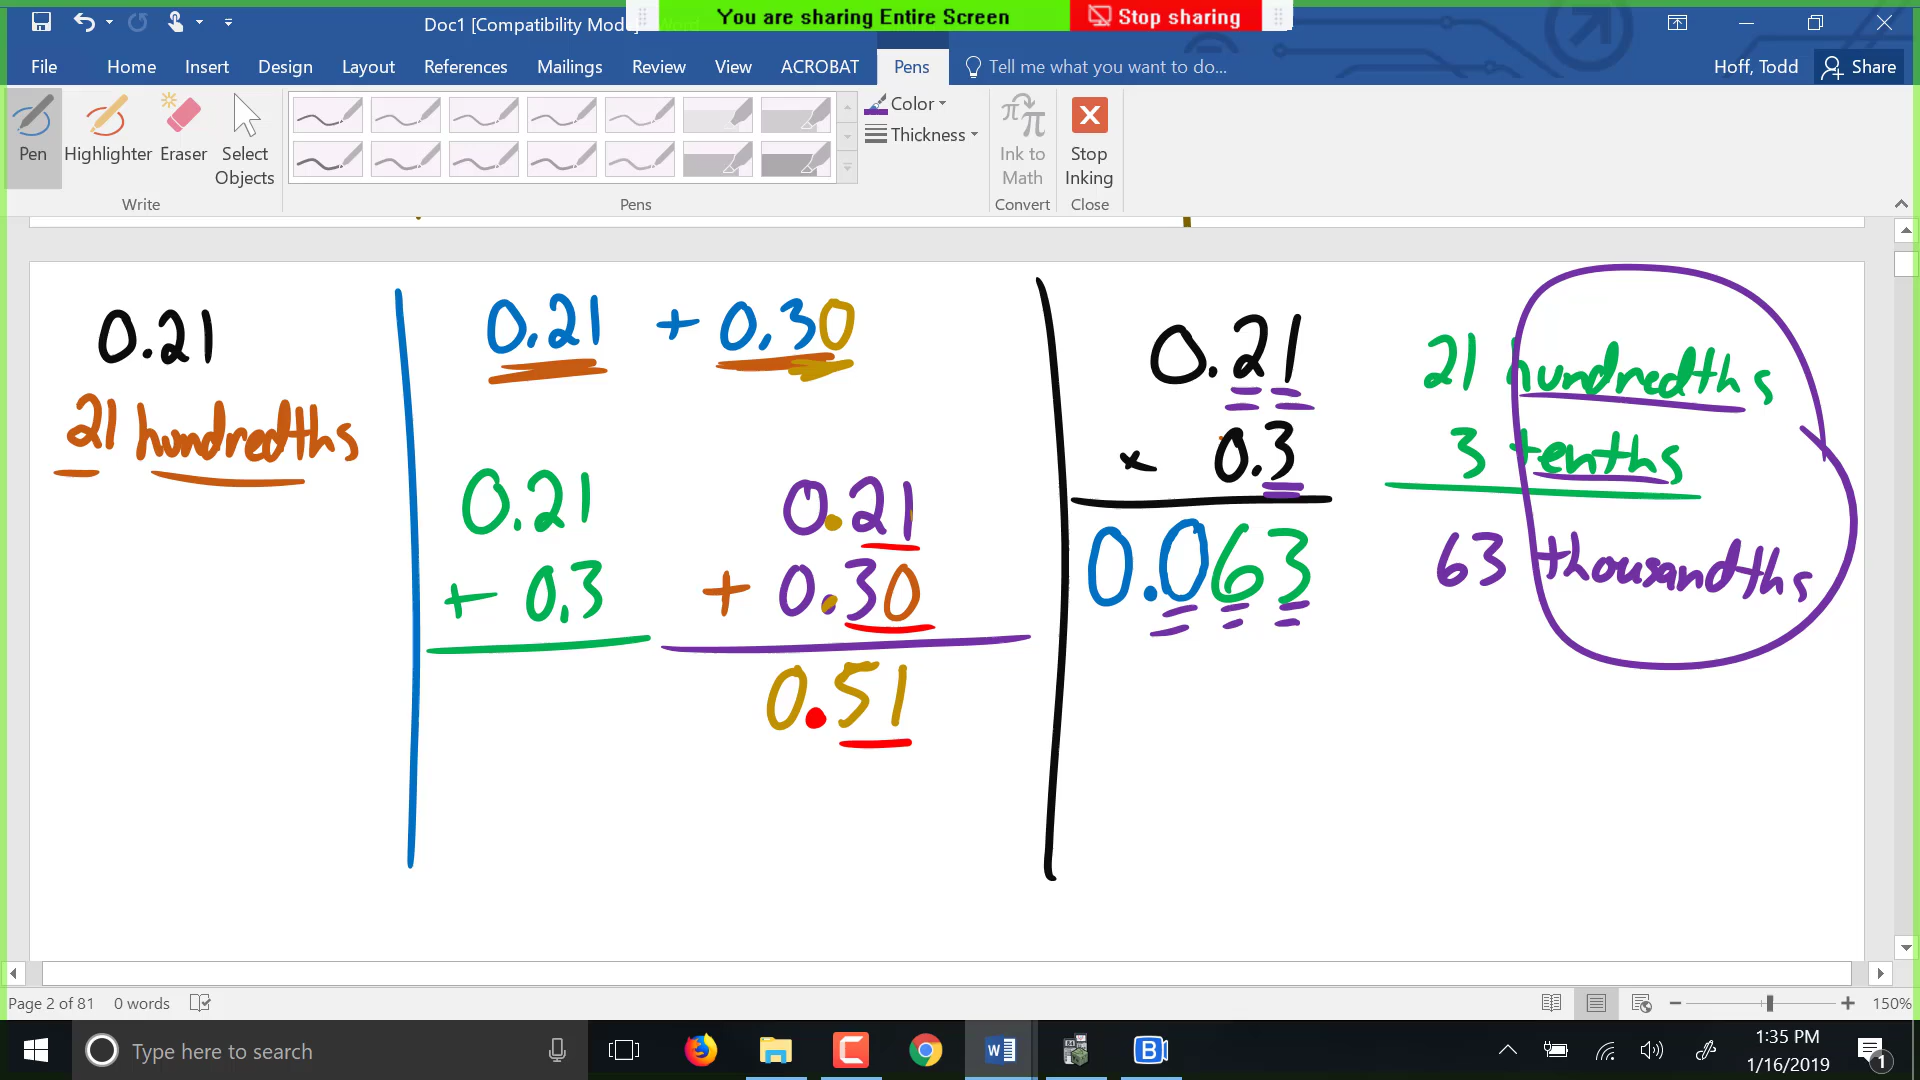 Doc1 [Compatibility Mod
You are sharing Entire Screen
Stop sharing
File Home Insert Design Layout References Mailings Review View ACROBAT Pens Tell me what you want to do... Hoff, Todd Share
Pen Highlighter Eraser Select Objects
Color
Thickness
Ink to Math
Stop Inking
Write Pens Convert Close
0.21
21 hundredths
0.21 + 0.30
0.21
+ 0.3
0.21
+ 0.30
0.51
0.21
× 0.3
0.063
21 hundredths
3 tenths
63 thousandths
Page 2 of 81 0 words 150%
Type here to search
1:35 PM
1/16/2019
1